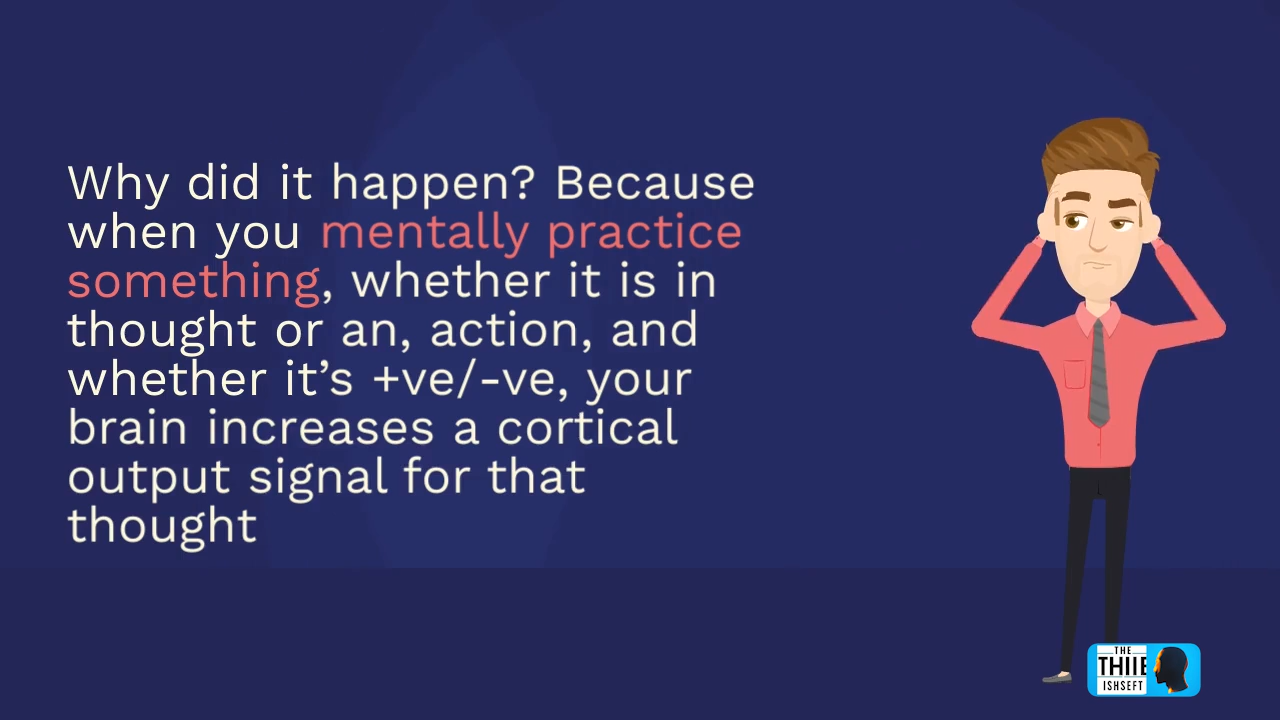 Why did it happen? Because
when you mentally practice
something, whether it is in
thought or an, action, and
whether it’s +ve/-ve, your
brain increases a cortical
output signal for that
thought
THE
THIIE
ISHSEFT